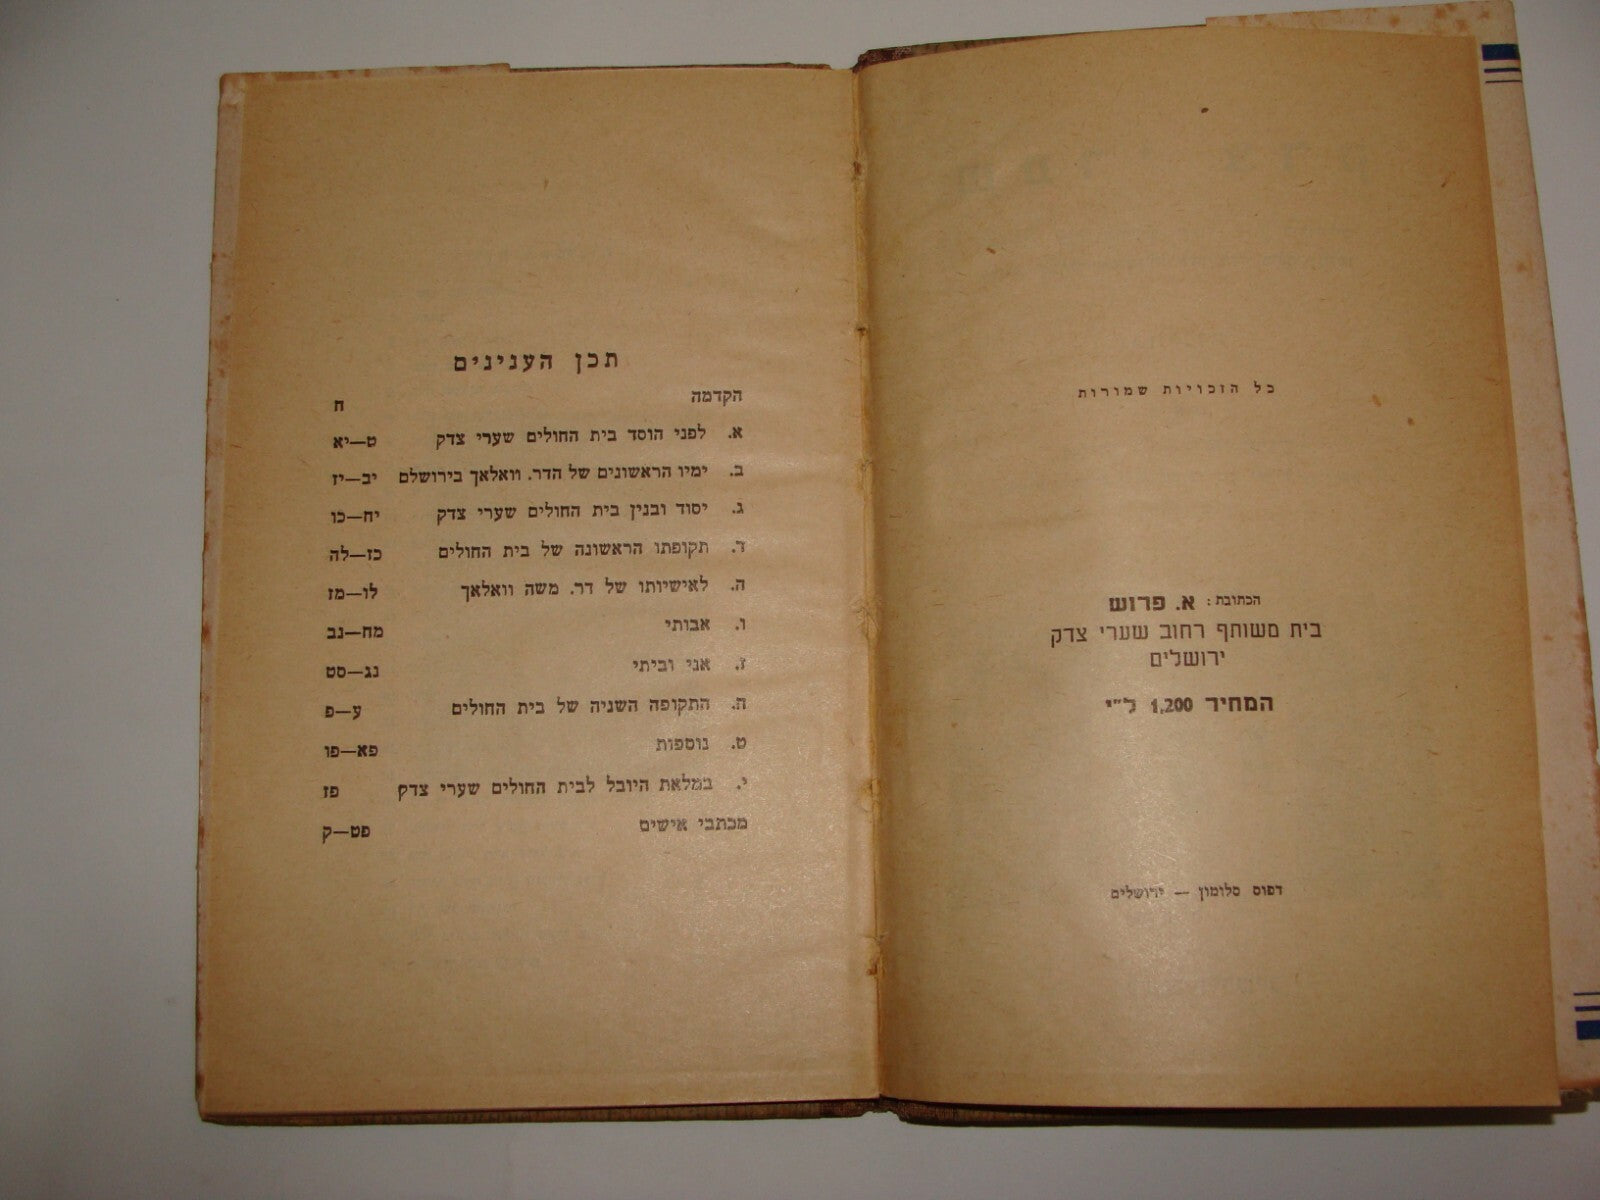 כל הזכויות שמורות
הכתובת: א. פרוש
בית משותף רחוב שערי צדק
ירושלים
המחיר 1,200 ל"י
דפוס סלומון — ירושלים
תכן הענינים
הקדמה ח
א. לפני הוסד בית החולים שערי צדק ט—יא
ב. ימיו הראשונים של הדר. וואלאך בירושלם יב—יז
ג. יסוד ובנין בית החולים שערי צדק יח—כו
ד. תקופתו הראשונה של בית החולים כז—לה
ה. לאישיותו של דר. משה וואלאך לו—מז
ו. אבותי מח—נב
ז. אני וביתי נג—סט
ח. התקופה השניה של בית החולים ע—פ
ט. נוספות פא—פו
י. במלאת היובל לבית החולים שערי צדק פז
מכתבי אישים פט—ק